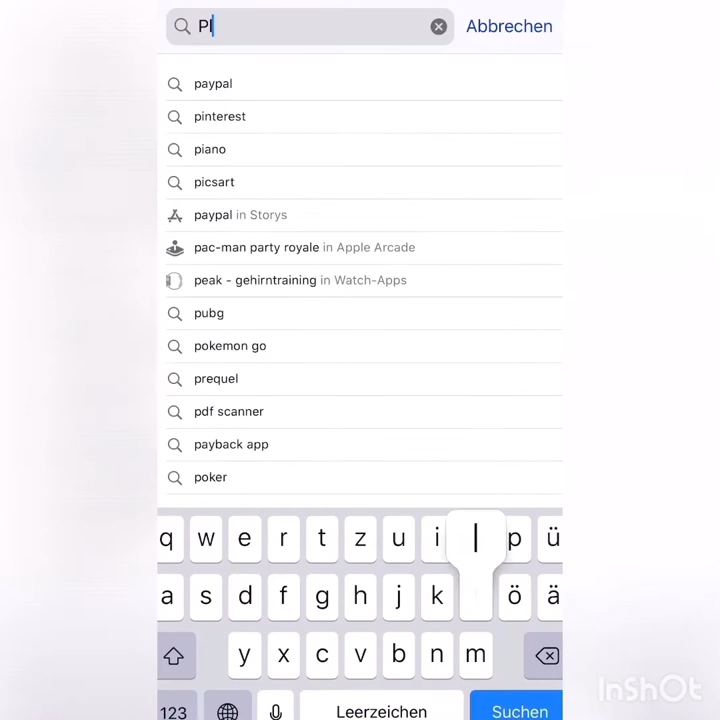 Pl
Abbrechen
paypal
pinterest
piano
picsart
paypal in Storys
pac-man party royale in Apple Arcade
peak - gehirntraining in Watch-Apps
pubg
pokemon go
prequel
pdf scanner
payback app
poker
q w e r t z u i l p ü
a s d f g h j k ö ä
y x c v b n m
123 Leerzeichen Suchen
InShOt